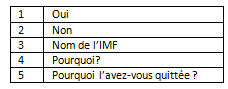 1 Oui
2 Non
3 Nom de l’IMF
4 Pourquoi?
5 Pourquoi l’avez-vous quittée ?